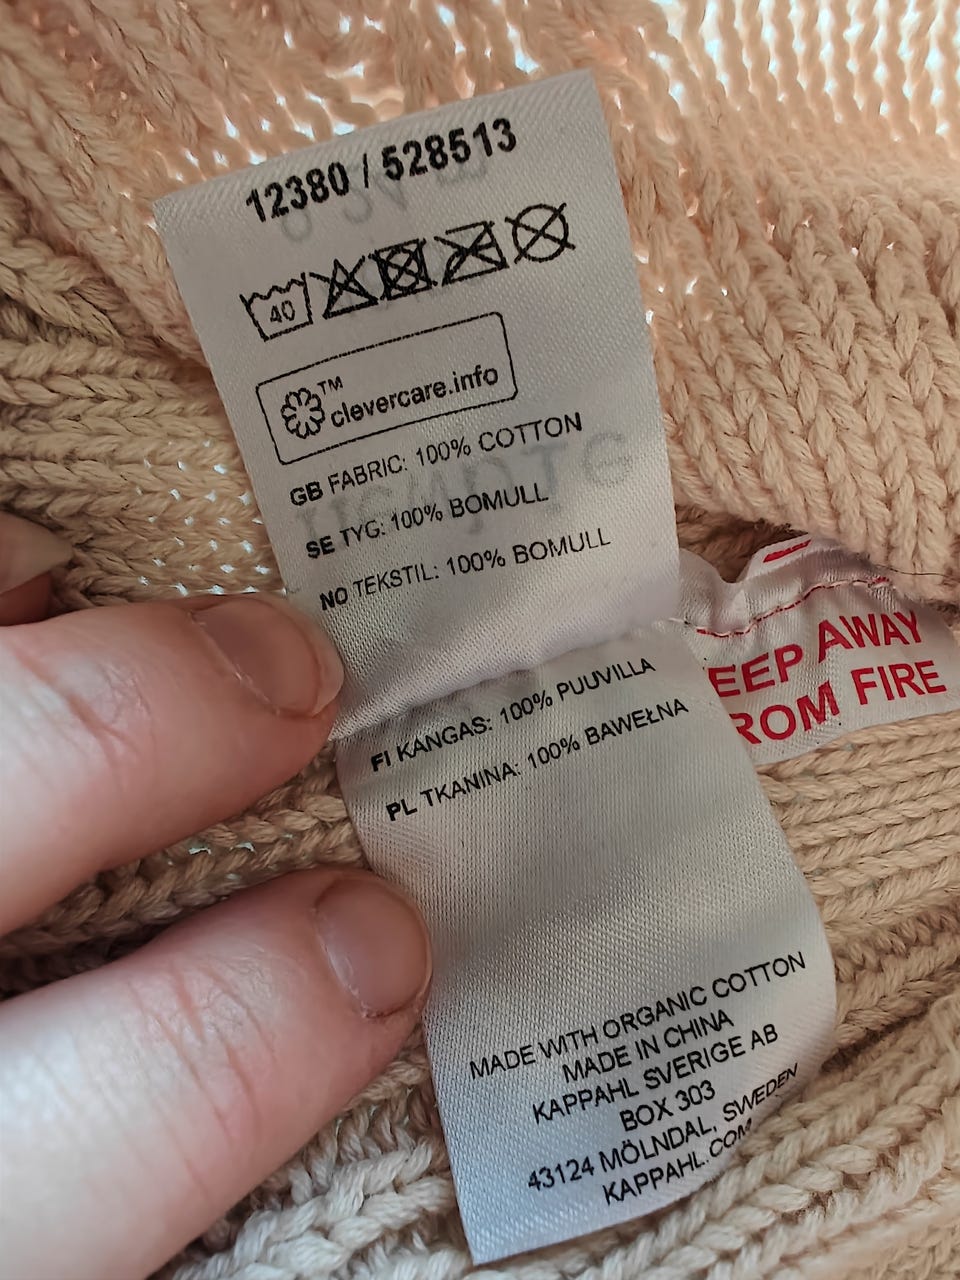 12380 / 528513
40
TM
clevercare.info
GB FABRIC: 100% COTTON
SE TYG: 100% BOMULL
NO TEKSTIL: 100% BOMULL
FI KANGAS: 100% PUUVILLA
PL TKANINA: 100% BAWEŁNA
MADE WITH ORGANIC COTTON
MADE IN CHINA
KAPPAHL SVERIGE AB
BOX 303
43124 MÖLNDAL, SWEDEN
KAPPAHL.COM
EEP AWAY
ROM FIRE